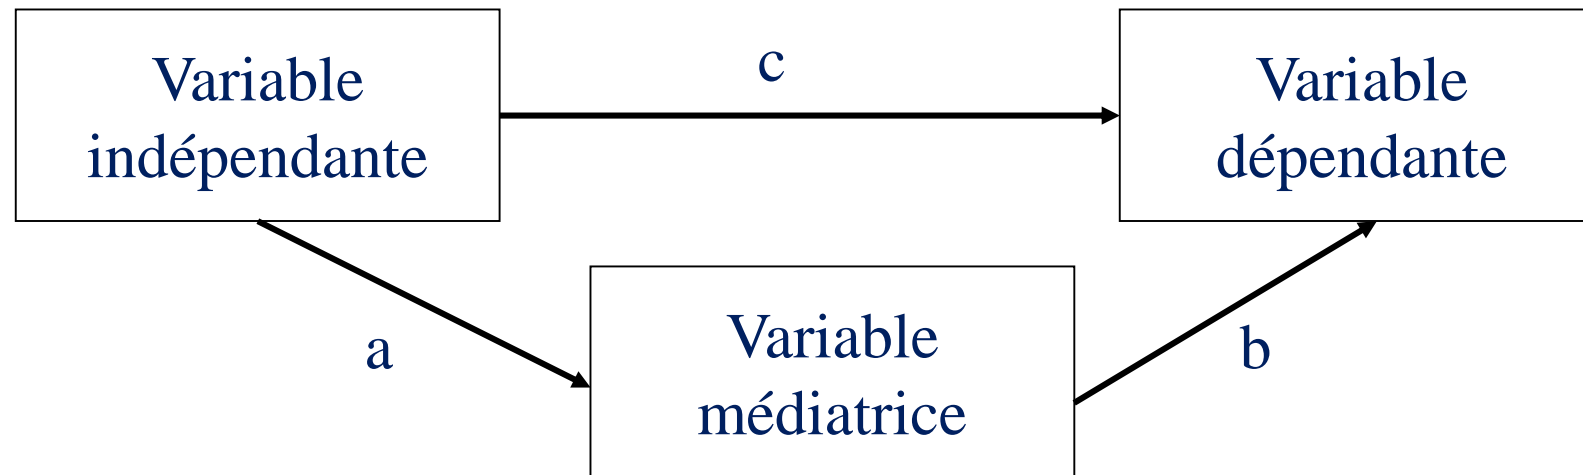 Variable
indépendante
c
Variable
dépendante
a
Variable
médiatrice
b